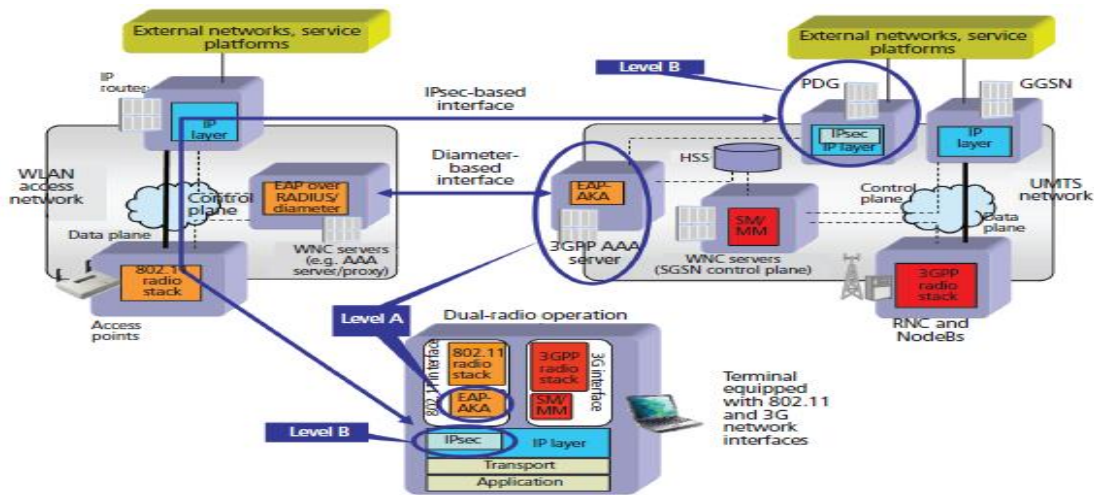 External networks, service
platforms
IP
router
IP
layer
WLAN
access
network
Control
plane
Data plane
EAP over
RADIUS/
diameter
WNC servers
(e.g. AAA
server/proxy)
802.11
radio
stack
Access
points
IPsec-based
interface
Diameter-
based
interface
Level B
External networks, service
platforms
PDG
GGSN
IPsec
IP layer
IP
layer
HSS
EAP-
AKA
3GPP AAA
server
SM/
MM
WNC servers
(SGSN control plane)
Control
plane
Data
plane
UMTS
network
3GPP
radio
stack
RNC and
NodeBs
Level A
Dual-radio operation
802.11 interface
802.11
radio
stack
EAP-
AKA
3GPP
radio
stack
SM/
MM
3G interface
Level B
IPsec
IP layer
Transport
Application
Terminal
equipped
with 802.11
and 3G
network
interfaces